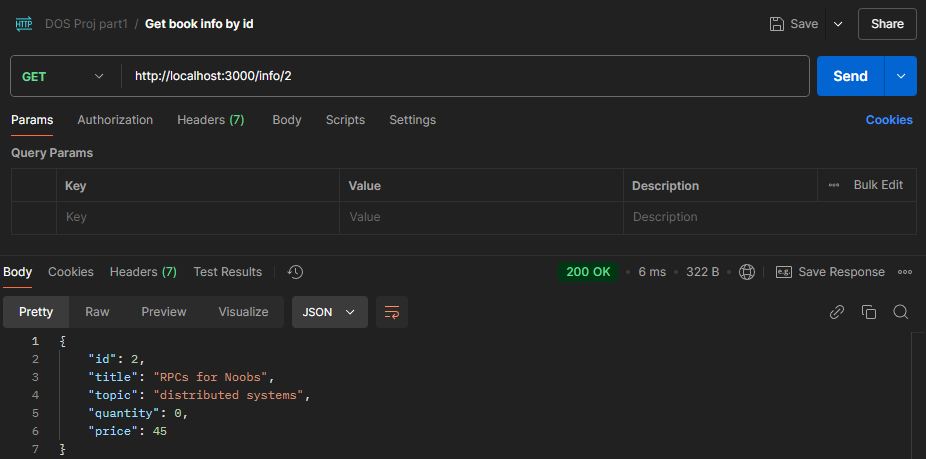 HTTP DOS Proj part1 / Get book info by id Save Share
GET http://localhost:3000/info/2 Send
Params Authorization Headers (7) Body Scripts Settings Cookies
Query Params
Key Value Description Bulk Edit
Key Value Description
Body Cookies Headers (7) Test Results 200 OK • 6 ms • 322 B • e.g. Save Response
Pretty Raw Preview Visualize JSON
1 {
2 "id": 2,
3 "title": "RPCs for Noobs",
4 "topic": "distributed systems",
5 "quantity": 0,
6 "price": 45
7 }